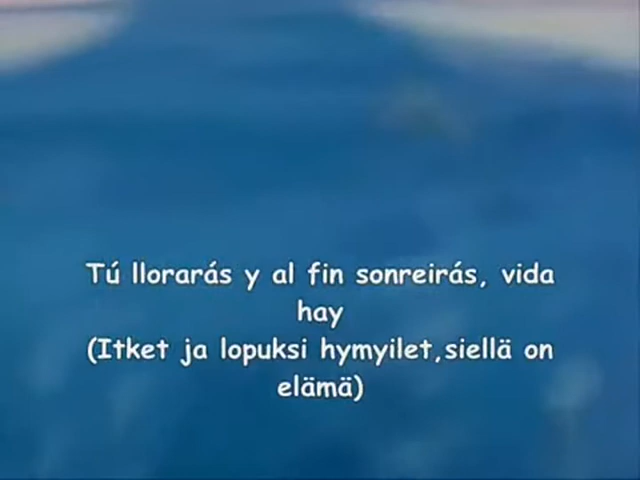 Tú llorarás y al fin sonreirás, vida
hay
(Itket ja lopuksi hymyilet,siellä on
elämä)